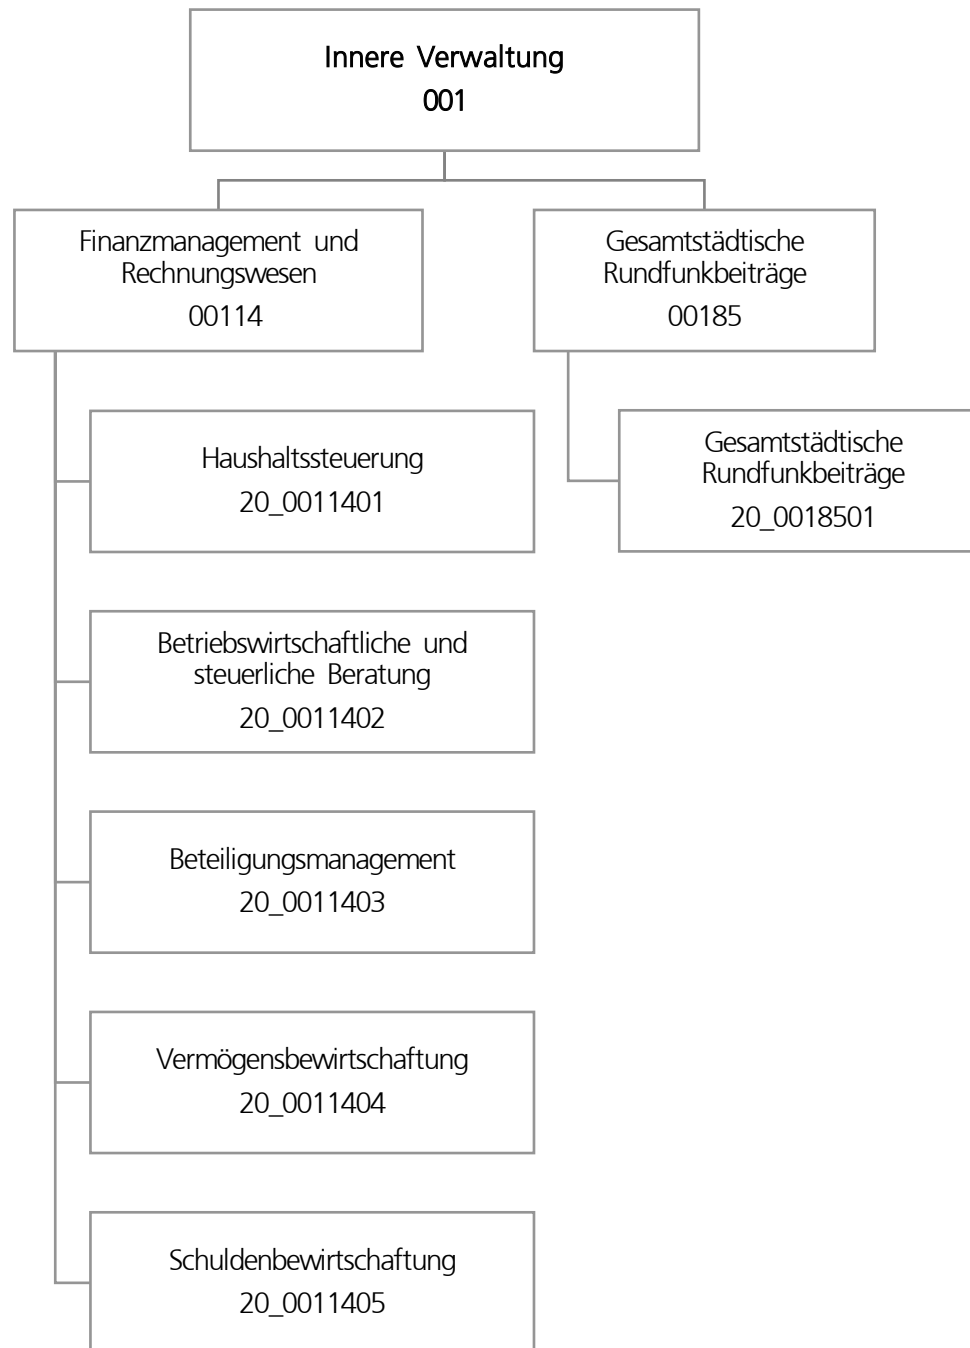 Innere Verwaltung
001
Finanzmanagement und
Rechnungswesen
00114
Gesamtstädtische
Rundfunkbeiträge
00185
Haushaltssteuerung
20_0011401
Gesamtstädtische
Rundfunkbeiträge
20_0018501
Betriebswirtschaftliche und
steuerliche Beratung
20_0011402
Beteiligungsmanagement
20_0011403
Vermögensbewirtschaftung
20_0011404
Schuldenbewirtschaftung
20_0011405